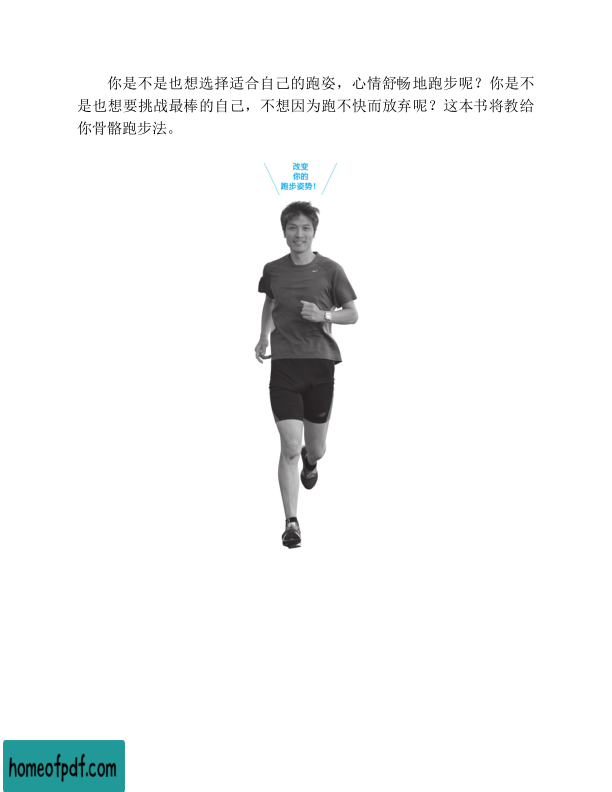 你是不是也想选择适合自己的跑姿，心情舒畅地跑步呢？你是不
是也想要挑战最棒的自己，不想因为跑不快而放弃呢？这本书将教给
你骨骼跑步法。
改变
你的
跑步姿势！
homeofpdf.com